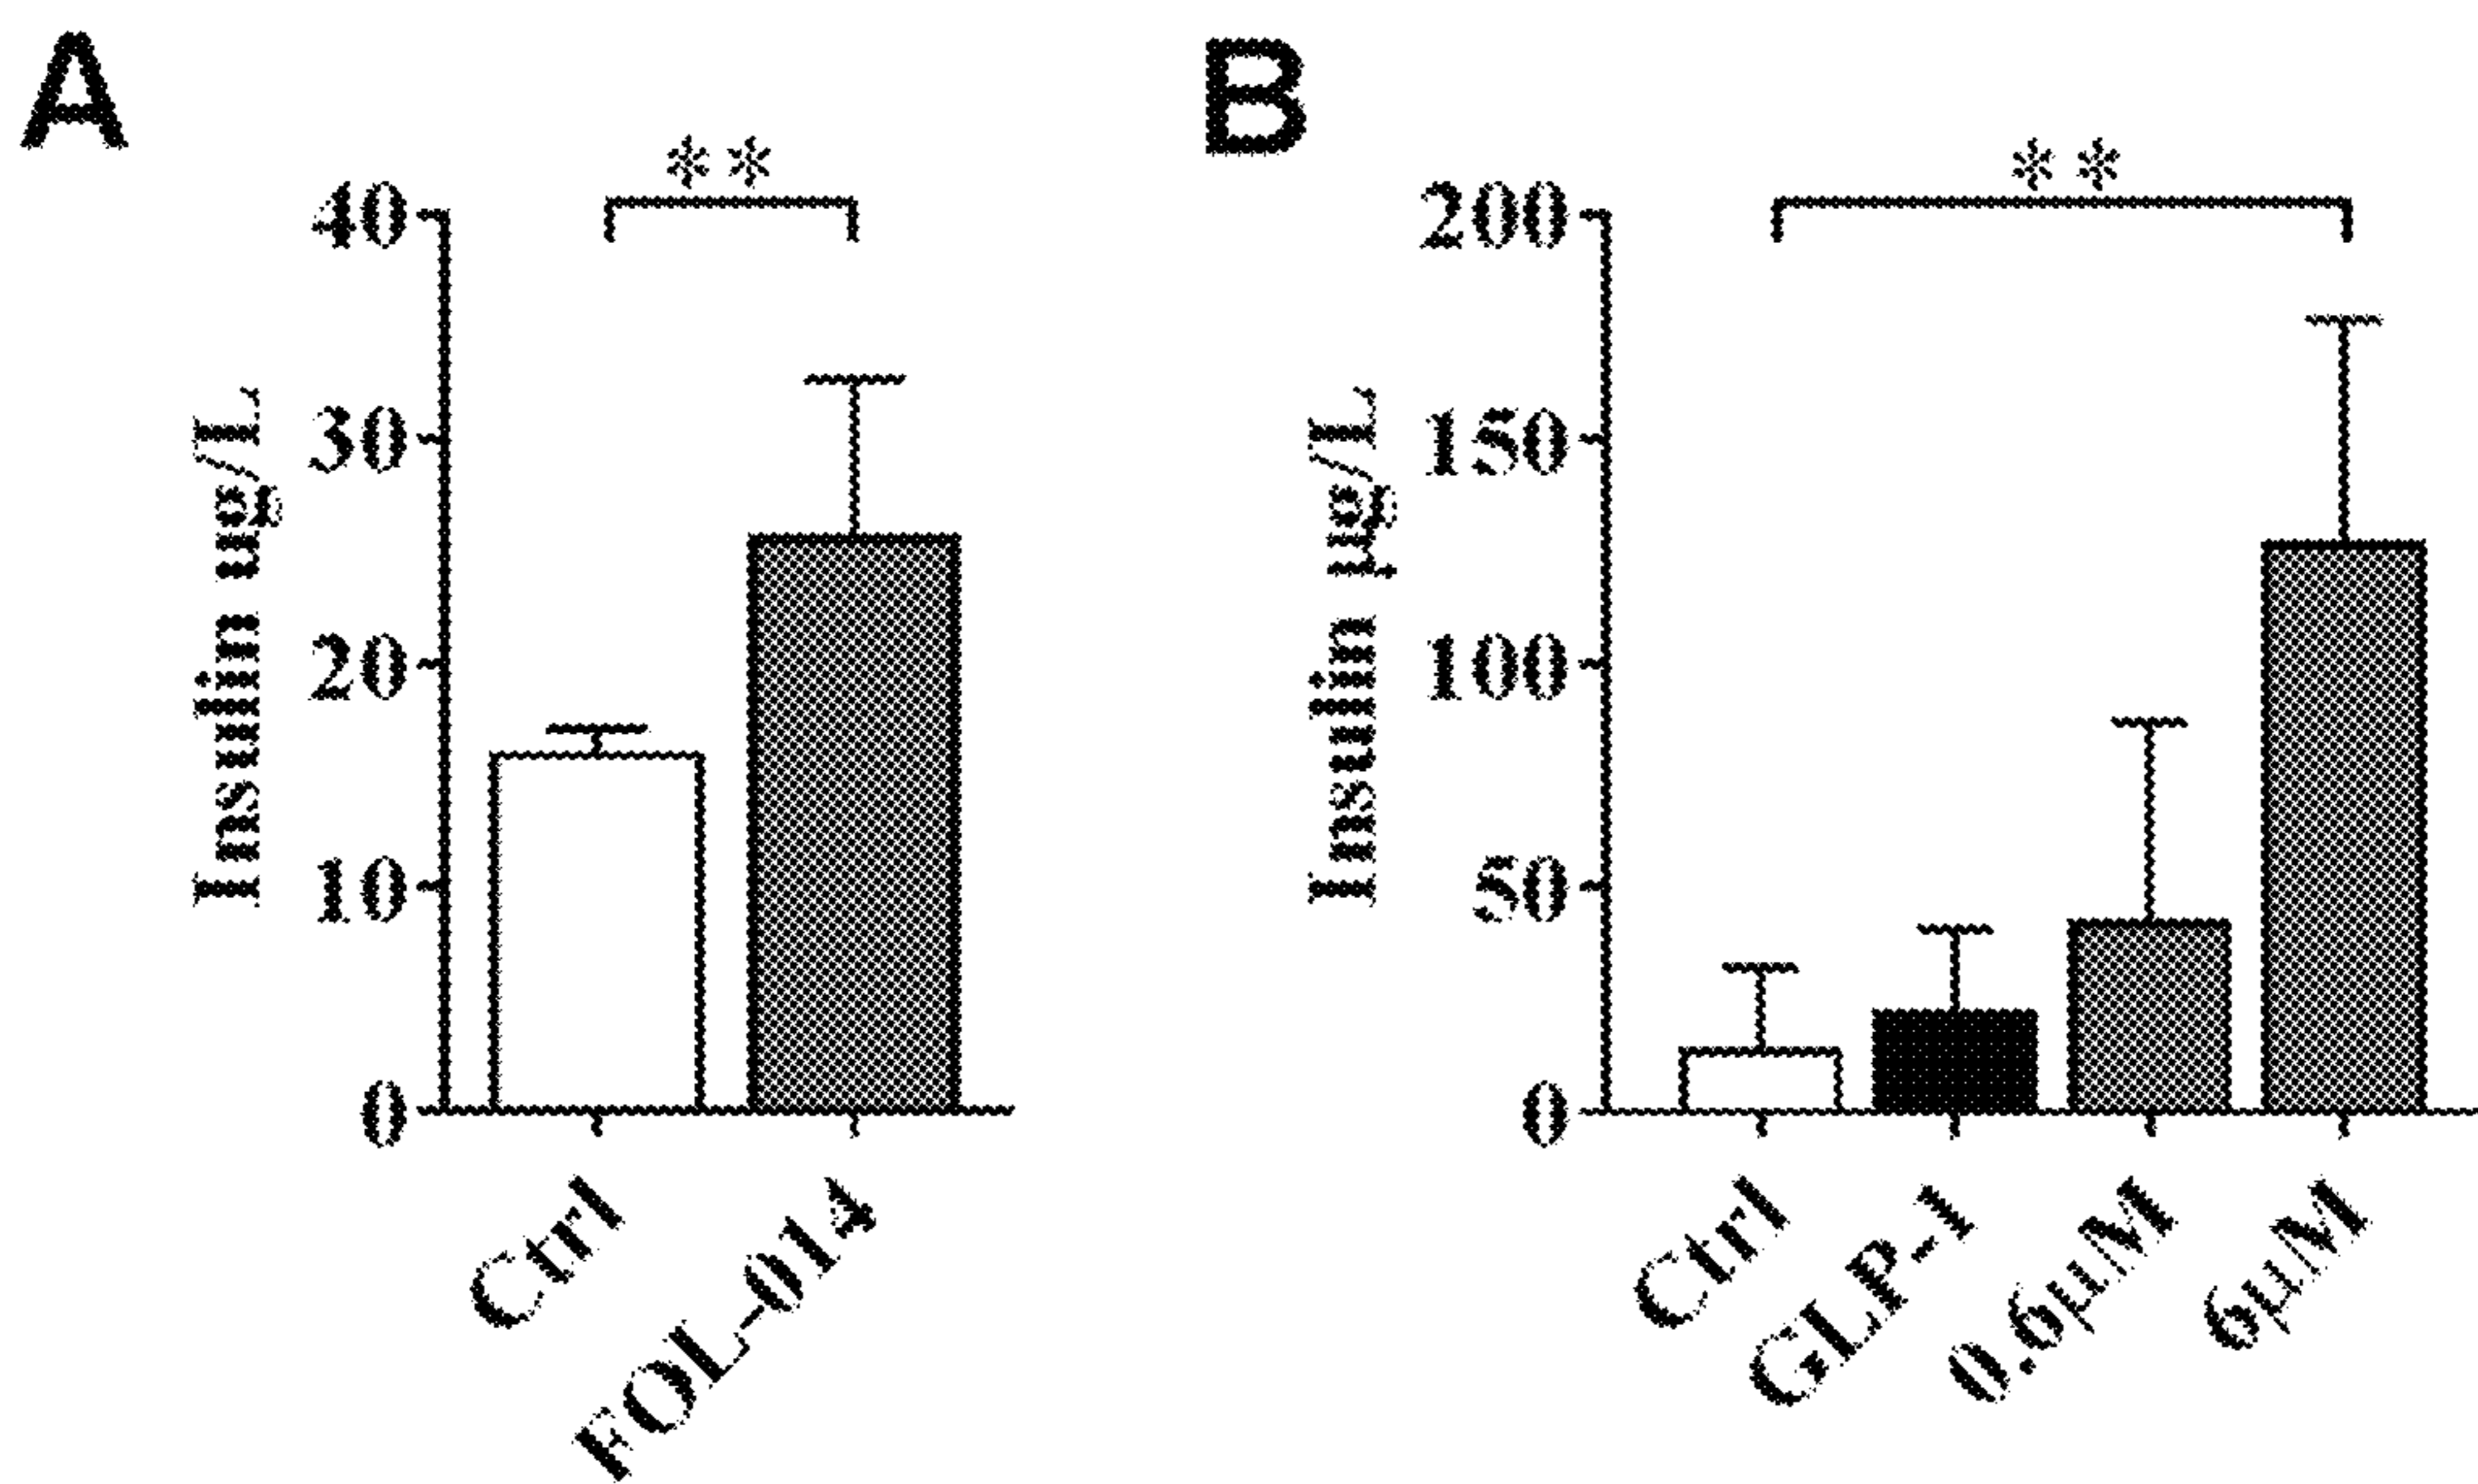 A
**
40
30
20
10
0
Insulin ug/L
Ctrl
FOL-014
B
**
200
150
100
50
0
Insulin µg/L
Ctrl
GLP-1
0.6µM
6µM